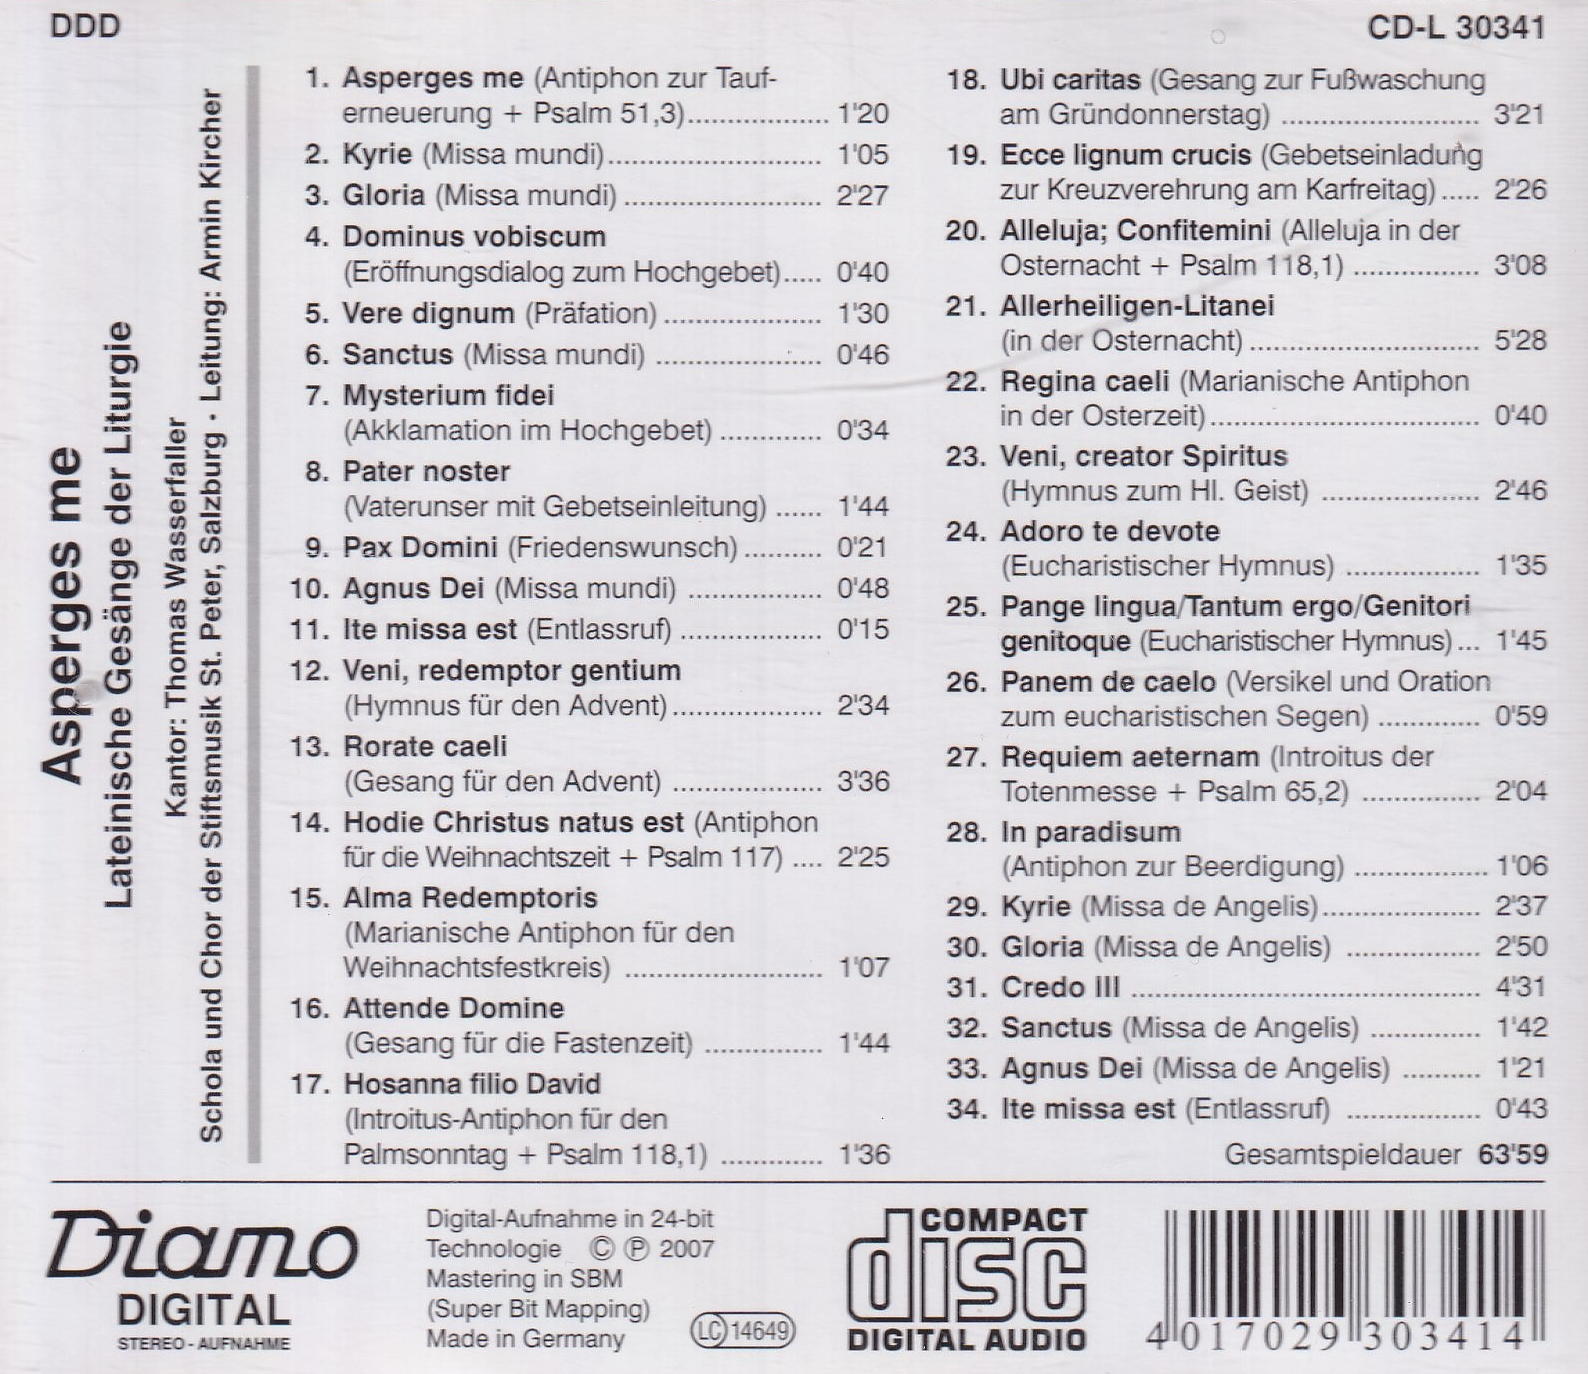 DDD
CD-L 30341
Asperges me
Lateinische Gesänge der Liturgie
Kantor: Thomas Wasserfaller
Schola und Chor der Stiftsmusik St. Peter, Salzburg · Leitung: Armin Kircher
1. Asperges me (Antiphon zur Tauf-
erneuerung + Psalm 51,3)................. 1'20
2. Kyrie (Missa mundi).......................... 1'05
3. Gloria (Missa mundi) ........................ 2'27
4. Dominus vobiscum
(Eröffnungsdialog zum Hochgebet)..... 0'40
5. Vere dignum (Präfation) ................... 1'30
6. Sanctus (Missa mundi) .................... 0'46
7. Mysterium fidei
(Akklamation im Hochgebet) ............ 0'34
8. Pater noster
(Vaterunser mit Gebetseinleitung) ...... 1'44
9. Pax Domini (Friedenswunsch).......... 0'21
10. Agnus Dei (Missa mundi) ................ 0'48
11. Ite missa est (Entlassruf) ................. 0'15
12. Veni, redemptor gentium
(Hymnus für den Advent).................. 2'34
13. Rorate caeli
(Gesang für den Advent) .................. 3'36
14. Hodie Christus natus est (Antiphon
für die Weihnachtszeit + Psalm 117) .... 2'25
15. Alma Redemptoris
(Marianische Antiphon für den
Weihnachtsfestkreis) ........................ 1'07
16. Attende Domine
(Gesang für die Fastenzeit) .............. 1'44
17. Hosanna filio David
(Introitus-Antiphon für den
Palmsonntag + Psalm 118,1) ............ 1'36
18. Ubi caritas (Gesang zur Fußwaschung
am Gründonnerstag) ........................ 3'21
19. Ecce lignum crucis (Gebetseinladung
zur Kreuzverehrung am Karfreitag)..... 2'26
20. Alleluja; Confitemini (Alleluja in der
Osternacht + Psalm 118,1) ............... 3'08
21. Allerheiligen-Litanei
(in der Osternacht) ............................ 5'28
22. Regina caeli (Marianische Antiphon
in der Osterzeit)................................. 0'40
23. Veni, creator Spiritus
(Hymnus zum Hl. Geist) ................... 2'46
24. Adoro te devote
(Eucharistischer Hymnus) ................ 1'35
25. Pange lingua/Tantum ergo/Genitori
genitoque (Eucharistischer Hymnus)... 1'45
26. Panem de caelo (Versikel und Oration
zum eucharistischen Segen) ............ 0'59
27. Requiem aeternam (Introitus der
Totenmesse + Psalm 65,2) .............. 2'04
28. In paradisum
(Antiphon zur Beerdigung) ................ 1'06
29. Kyrie (Missa de Angelis)................... 2'37
30. Gloria (Missa de Angelis) ................ 2'50
31. Credo III .......................................... 4'31
32. Sanctus (Missa de Angelis) ............. 1'42
33. Agnus Dei (Missa de Angelis) .......... 1'21
34. Ite missa est (Entlassruf) ................ 0'43
Gesamtspieldauer 63'59
Diamo
DIGITAL
STEREO-AUFNAHME
Digital-Aufnahme in 24-bit
Technologie © ℗ 2007
Mastering in SBM
(Super Bit Mapping)
Made in Germany
LC 14649
COMPACT
disc
DIGITAL AUDIO
4 017029 303414